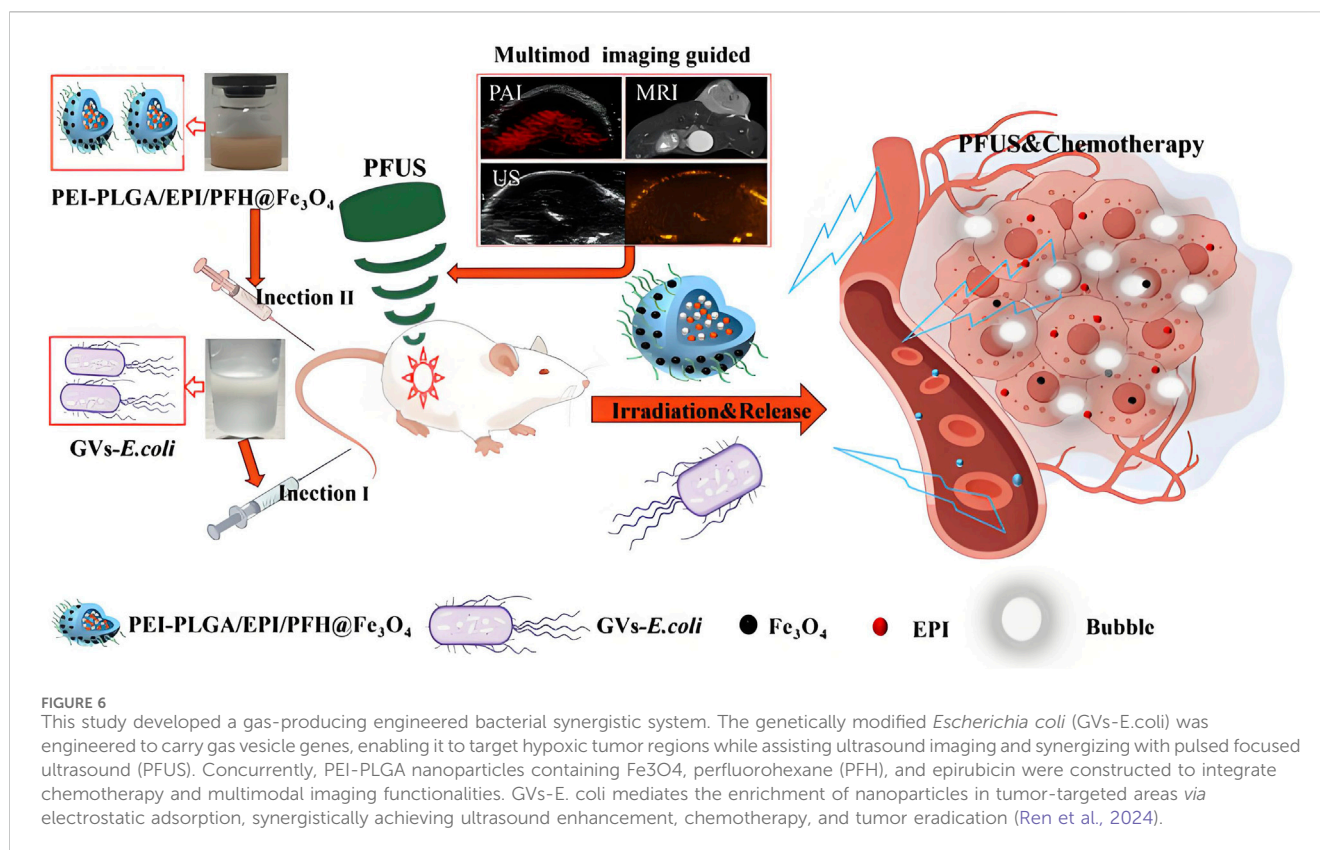 Multimod imaging guided
PAI
MRI
US
PFUS
PEI-PLGA/EPI/PFH@Fe₃O₄
Inection II
GVs-E.coli
Inection I
Irradiation&Release
PFUS&Chemotherapy
PEI-PLGA/EPI/PFH@Fe₃O₄
GVs-E.coli
Fe₃O₄
EPI
Bubble
FIGURE 6
This study developed a gas-producing engineered bacterial synergistic system. The genetically modified Escherichia coli (GVs-E.coli) was
engineered to carry gas vesicle genes, enabling it to target hypoxic tumor regions while assisting ultrasound imaging and synergizing with pulsed focused
ultrasound (PFUS). Concurrently, PEI-PLGA nanoparticles containing Fe3O4, perfluorohexane (PFH), and epirubicin were constructed to integrate
chemotherapy and multimodal imaging functionalities. GVs-E. coli mediates the enrichment of nanoparticles in tumor-targeted areas via
electrostatic adsorption, synergistically achieving ultrasound enhancement, chemotherapy, and tumor eradication (Ren et al., 2024).